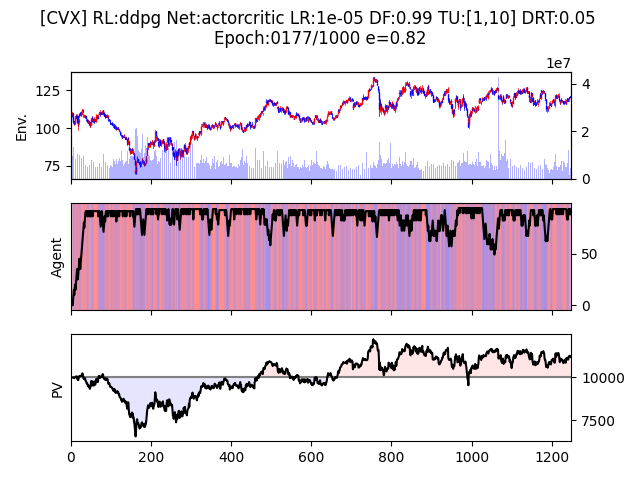 [CVX] RL:ddpg Net:actorcritic LR:1e-05 DF:0.99 TU:[1,10] DRT:0.05
Epoch:0177/1000 e=0.82
1e7
125
100
75
Env.
4
2
0
Agent
50
0
PV
10000
7500
0
200
400
600
800
1000
1200